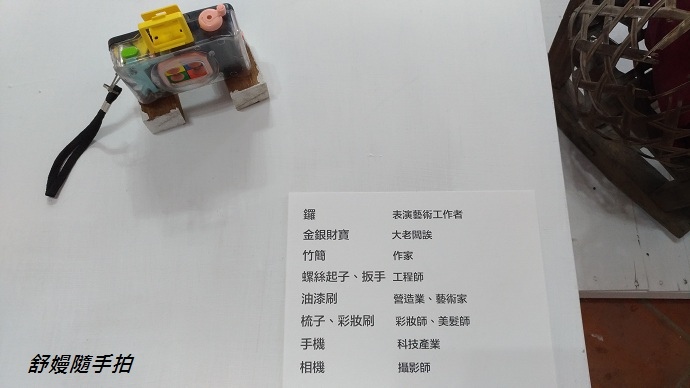 鑼 表演藝術工作者
金銀財寶 大老闆誒
竹簡 作家
螺絲起子、扳手 工程師
油漆刷 營造業、藝術家
梳子、彩妝刷 彩妝師、美髮師
手機 科技產業
相機 攝影師
舒嫚隨手拍